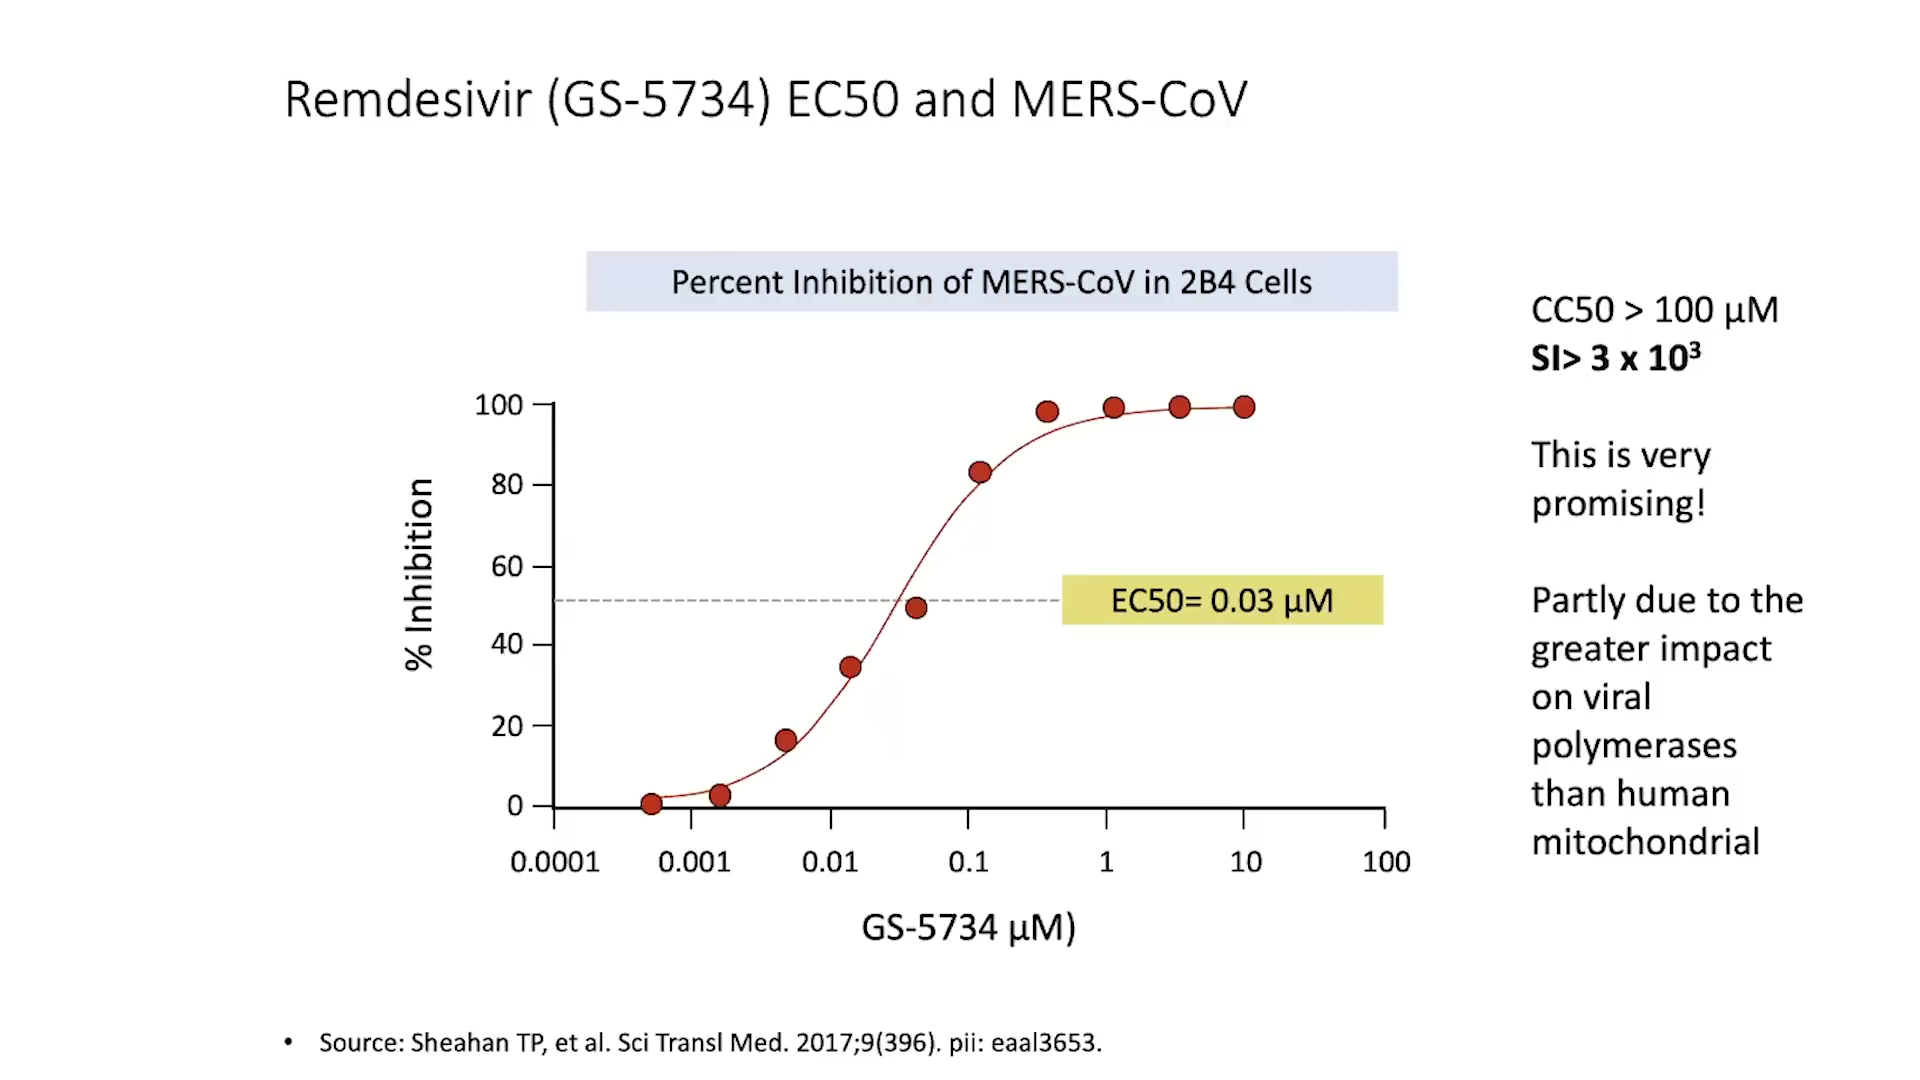 Remdesivir (GS-5734) EC50 and MERS-CoV
Percent Inhibition of MERS-CoV in 2B4 Cells
% Inhibition
100
80
60
40
20
0
EC50= 0.03 µM
0.0001 0.001 0.01 0.1 1 10 100
GS-5734 µM)
CC50 > 100 µM
SI> 3 x 10³
This is very
promising!
Partly due to the
greater impact
on viral
polymerases
than human
mitochondrial
• Source: Sheahan TP, et al. Sci Transl Med. 2017;9(396). pii: eaal3653.